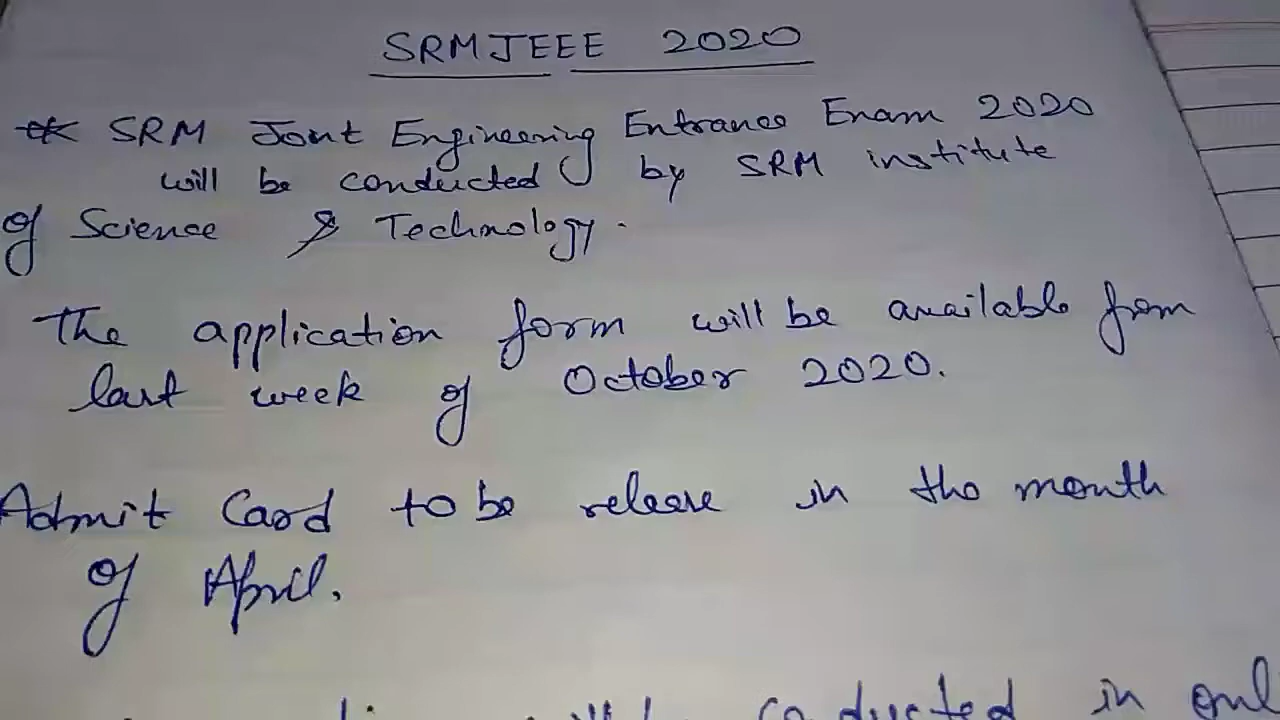 SRMJEEE 2020
* SRM Joint Engineering Entrance Exam 2020
will be conducted by SRM institute
of Science & Technology.
The application form will be available from
last week of October 2020.
Admit Card to be release in the month
of April.
conducted in